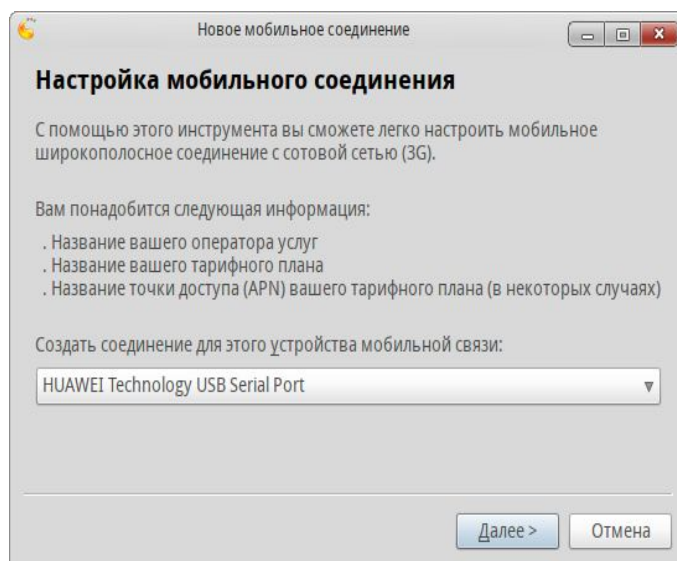 Новое мобильное соединение
Настройка мобильного соединения
С помощью этого инструмента вы сможете легко настроить мобильное
широкополосное соединение с сотовой сетью (3G).
Вам понадобится следующая информация:
. Название вашего оператора услуг
. Название вашего тарифного плана
. Название точки доступа (APN) вашего тарифного плана (в некоторых случаях)
Создать соединение для этого устройства мобильной связи:
HUAWEI Technology USB Serial Port
Далее >
Отмена